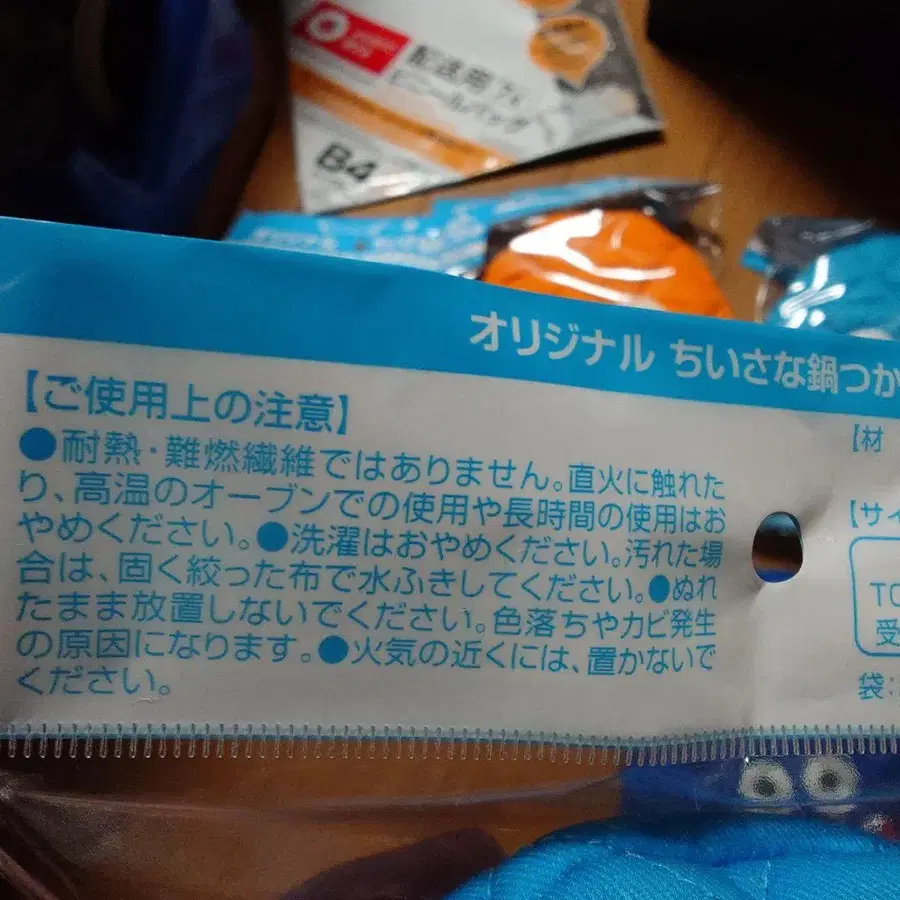 配送用
ビニールバッグ
B4
オリジナル ちいさな鍋つか
【ご使用上の注意】
●耐熱・難燃繊維ではありません。直火に触れた
り、高温のオーブンでの使用や長時間の使用はお
やめください。●洗濯はおやめください。汚れた場
合は、固く絞った布で水ふきしてください。●ぬれ
たまま放置しないでください。色落ちやカビ発生
の原因になります。●火気の近くには、置かないで
ください。
【材
【サイ
TO
受
袋: